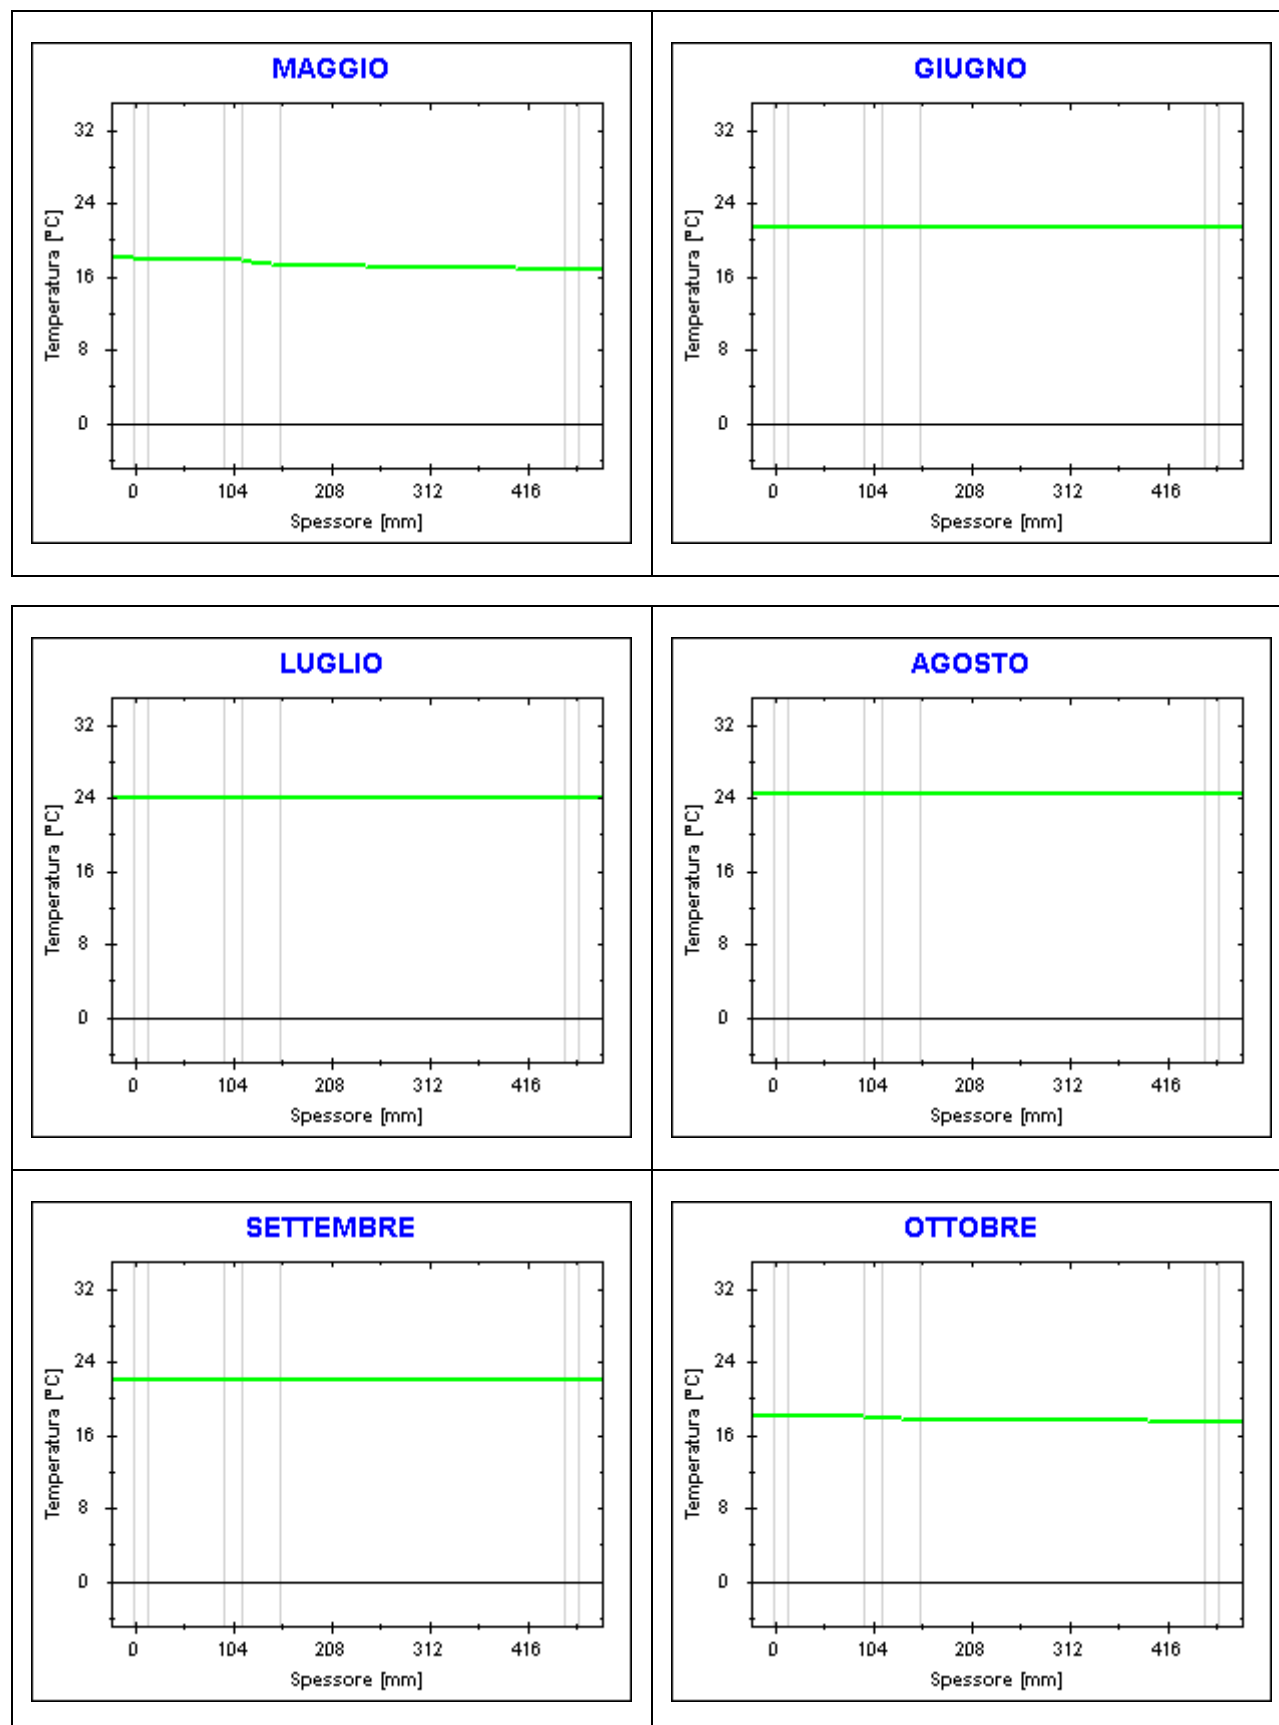 MAGGIO
32
24
16
8
0
Temperatura [°C]
0 104 208 312 416
Spessore [mm]
GIUGNO
32
24
16
8
0
Temperatura [°C]
0 104 208 312 416
Spessore [mm]
LUGLIO
32
24
16
8
0
Temperatura [°C]
0 104 208 312 416
Spessore [mm]
AGOSTO
32
24
16
8
0
Temperatura [°C]
0 104 208 312 416
Spessore [mm]
SETTEMBRE
32
24
16
8
0
Temperatura [°C]
0 104 208 312 416
Spessore [mm]
OTTOBRE
32
24
16
8
0
Temperatura [°C]
0 104 208 312 416
Spessore [mm]